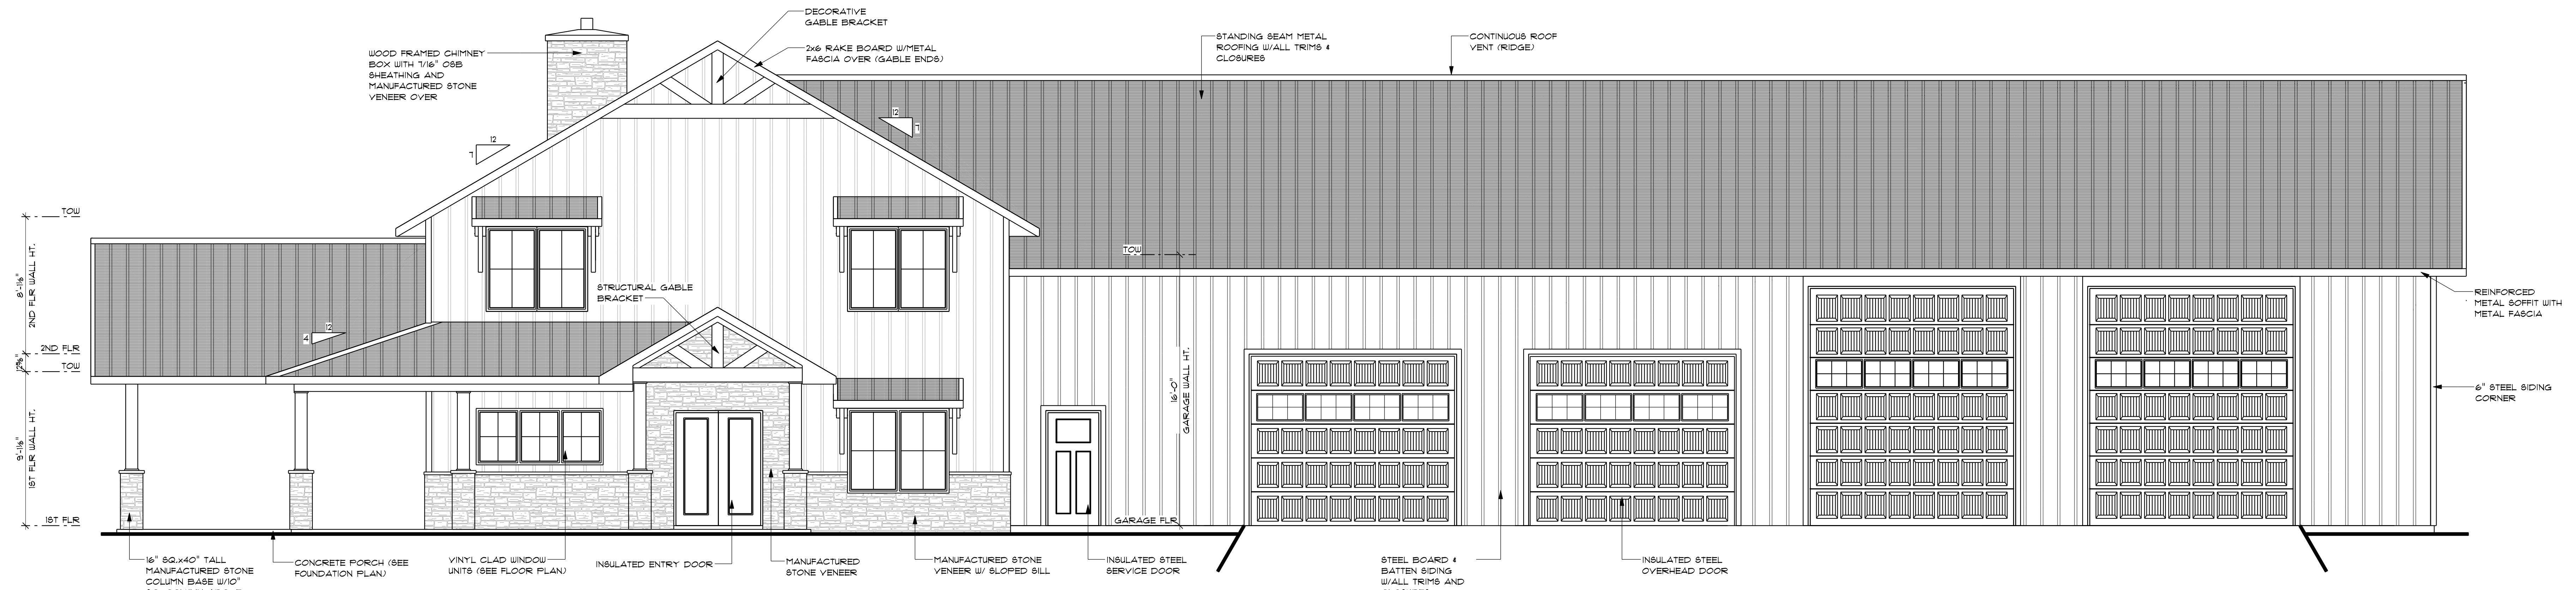 DECORATIVE
GABLE BRACKET
WOOD FRAMED CHIMNEY
BOX WITH 7/16" OSB
SHEATHING AND
MANUFACTURED STONE
VENEER OVER
2x6 RAKE BOARD W/METAL
FASCIA OVER (GABLE ENDS)
STANDING SEAM METAL
ROOFING W/ALL TRIMS &
CLOSURES
CONTINUOUS ROOF
VENT (RIDGE)
12
7
12
7
TOW
8'-11⅛"
2ND FLR WALL HT.
TOW
STRUCTURAL GABLE
BRACKET
REINFORCED
METAL SOFFIT WITH
METAL FASCIA
12
4
2ND FLR
TOW
16'-0"
GARAGE WALL HT.
6" STEEL SIDING
CORNER
9'-1⅛"
1ST FLR WALL HT.
1ST FLR
GARAGE FLR
16" SQ.x40" TALL
MANUFACTURED STONE
COLUMN BASE W/10"
CONCRETE PORCH (SEE
FOUNDATION PLAN)
VINYL CLAD WINDOW
UNITS (SEE FLOOR PLAN)
INSULATED ENTRY DOOR
MANUFACTURED
STONE VENEER
MANUFACTURED STONE
VENEER W/ SLOPED SILL
INSULATED STEEL
SERVICE DOOR
STEEL BOARD &
BATTEN SIDING
W/ALL TRIMS AND
INSULATED STEEL
OVERHEAD DOOR